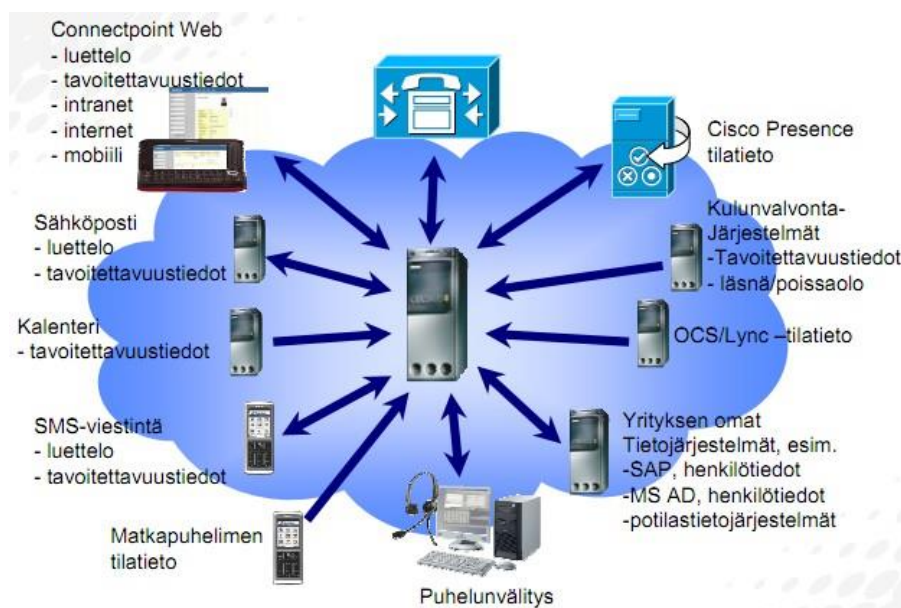 Connectpoint Web
- luettelo
- tavoitettavuustiedot
- intranet
- internet
- mobiili
Cisco Presence
tilatieto
Sähköposti
- luettelo
- tavoitettavuustiedot
Kulunvalvonta-
Järjestelmät
-Tavoitettavuustiedot
- läsnä/poissaolo
Kalenteri
- tavoitettavuustiedot
OCS/Lync –tilatieto
SMS-viestintä
- luettelo
- tavoitettavuustiedot
Yrityksen omat
Tietojärjestelmät, esim.
-SAP, henkilötiedot
-MS AD, henkilötiedot
-potilastietojärjestelmät
Matkapuhelimen
tilatieto
Puhelunvälitys